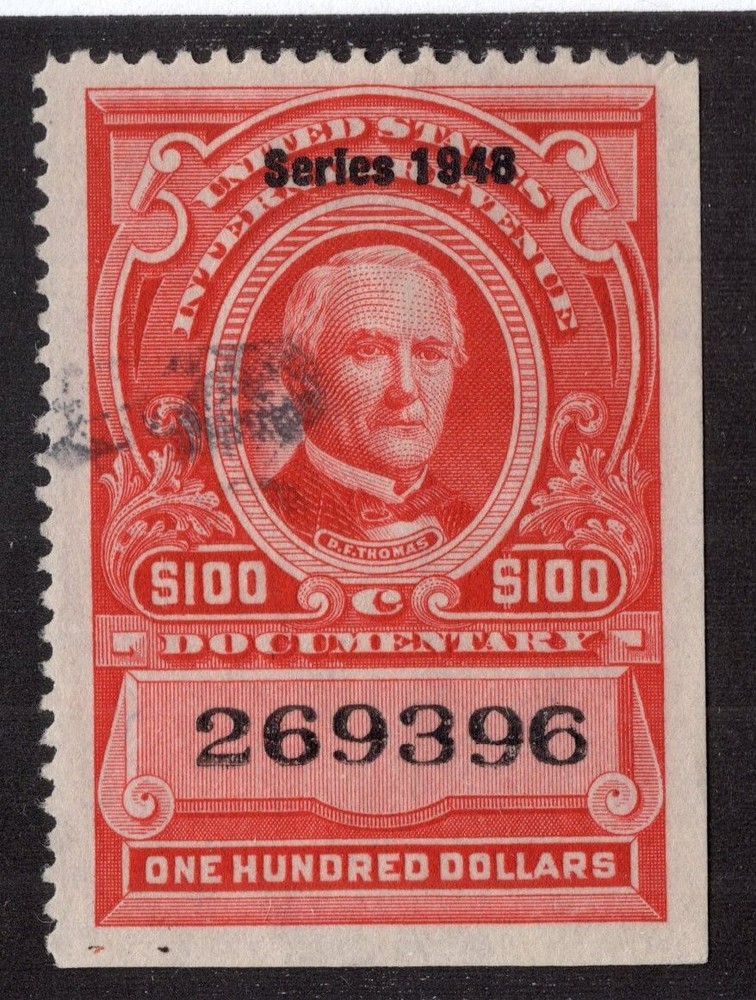 UNITED STATES
Series 1948
INTERNAL REVENUE
P.F. THOMAS
$100 C $100
DOCUMENTARY
269396
ONE HUNDRED DOLLARS